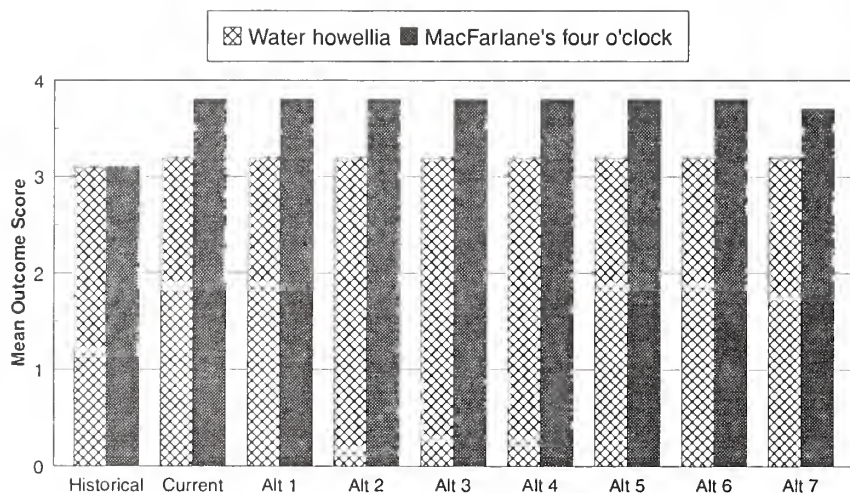 Water howellia MacFarlane's four o'clock
Mean Outcome Score
4
3
2
1
0
Historical Current Alt 1 Alt 2 Alt 3 Alt 4 Alt 5 Alt 6 Alt 7